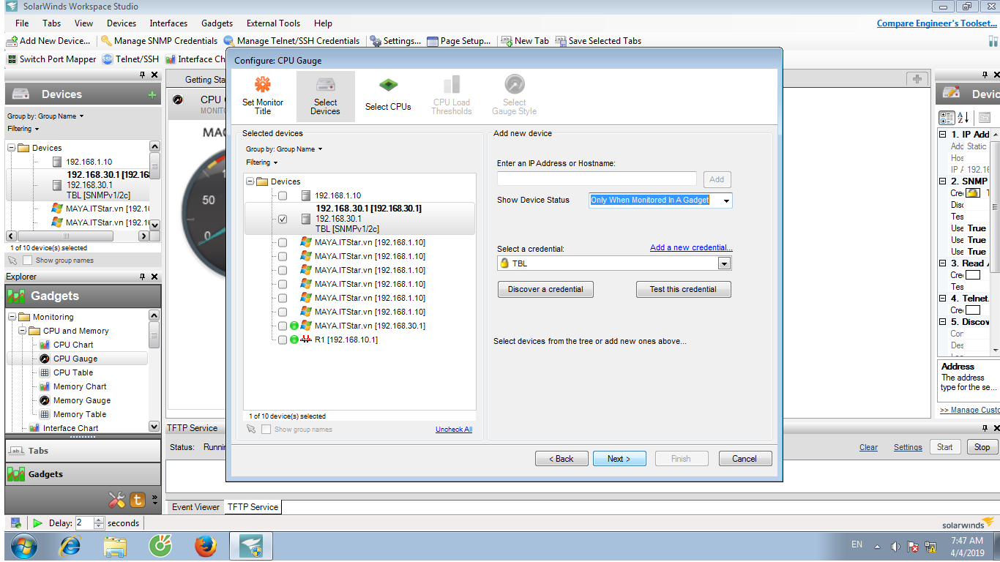 SolarWinds Workspace Studio
File Tabs View Devices Interfaces Gadgets External Tools Help
Compare Engineer's Toolset...
Add New Device... Manage SNMP Credentials Manage Telnet/SSH Credentials Settings... Page Setup... New Tab Save Selected Tabs
Switch Port Mapper Telnet/SSH Interface Ch
Devices
Group by: Group Name
Filtering
Devices
192.168.1.10
192.168.30.1 [192.168
192.168.30.1
TBL [SNMPv1/2c]
MAYA.ITStar.vn [192.16
MAYA.ITStar.vn [192.16
1 of 10 device(s) selected
Show group names
Explorer
Gadgets
Monitoring
CPU and Memory
CPU Chart
CPU Gauge
CPU Table
Memory Chart
Memory Gauge
Memory Table
Interface Chart
Tabs
Gadgets
Getting Sta
CPU
MONITO
MA
50
0
Configure: CPU Gauge
Set Monitor
Title
Select
Devices
Select CPUs
CPU Load
Thresholds
Select
Gauge Style
Selected devices
Group by: Group Name
Filtering
Devices
192.168.1.10
192.168.30.1 [192.168.30.1]
192.168.30.1
TBL [SNMPv1/2c]
MAYA.ITStar.vn [192.168.1.10]
MAYA.ITStar.vn [192.168.1.10]
MAYA.ITStar.vn [192.168.1.10]
MAYA.ITStar.vn [192.168.1.10]
MAYA.ITStar.vn [192.168.1.10]
MAYA.ITStar.vn [192.168.1.10]
MAYA.ITStar.vn [192.168.30.1]
R1 [192.168.10.1]
1 of 10 device(s) selected
Show group names Uncheck All
Add new device
Enter an IP Address or Hostname:
Add
Show Device Status Only When Monitored In A Gadget
Select a credential: Add a new credential...
TBL
Discover a credential Test this credential
Select devices from the tree or add new ones above...
< Back Next > Finish Cancel
Devic
1. IP Add
Add Static
Hos
IP A 192.16
2. SNMP
Cre
Disc
Tes
Use True
Use True
Use True
3. Read
Cre
Tes
4. Telnet
Cre
5. Discov
Con
Des
Address
The address
type for the se...
>> Manage Custo
TFTP Service
Status: Runnin
Clear Settings Start Stop
Event Viewer TFTP Service
Delay: 2 seconds
solarwinds
EN
7:47 AM
4/4/2019